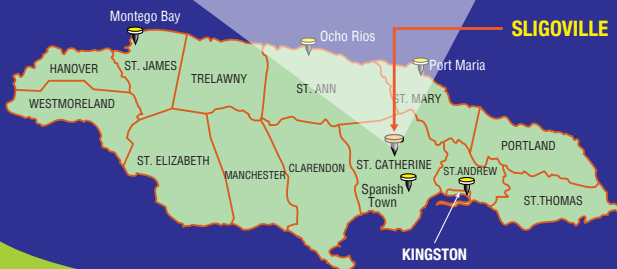 SLIGOVILLE
Montego Bay
Ocho Rios
Port Maria
HANOVER
ST. JAMES
TRELAWNY
ST. ANN
ST. MARY
WESTMORELAND
PORTLAND
ST. ELIZABETH
MANCHESTER
CLARENDON
ST. CATHERINE
ST.ANDREW
Spanish
Town
ST.THOMAS
KINGSTON